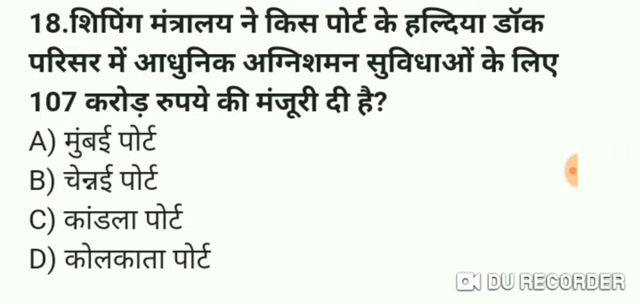 18.शिपिंग मंत्रालय ने किस पोर्ट के हल्दिया डॉक
परिसर में आधुनिक अग्निशमन सुविधाओं के लिए
107 करोड़ रुपये की मंजूरी दी है?
A) मुंबई पोर्ट
B) चेन्नई पोर्ट
C) कांडला पोर्ट
D) कोलकाता पोर्ट
DU RECORDER